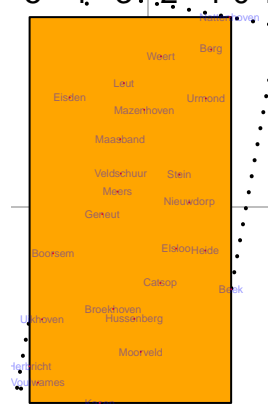 Nattenhoven
Berg
Weert
Leut
Eisden
Urmond
Mazenhoven
Maasband
Veldschuur
Stein
Meers
Nieuwdorp
Geneut
Elsloo
Heide
Boorsem
Catsop
Beek
Broekhoven
Hussenberg
Uikhoven
Moorveld
Herbricht
Vouwames